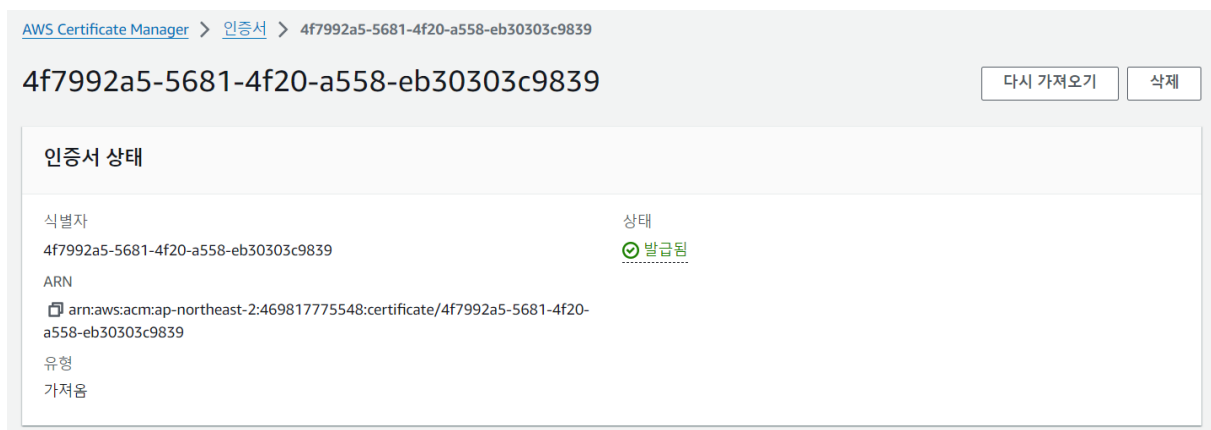 AWS Certificate Manager > 인증서 > 4f7992a5-5681-4f20-a558-eb30303c9839
4f7992a5-5681-4f20-a558-eb30303c9839
다시 가져오기
삭제
인증서 상태
식별자
4f7992a5-5681-4f20-a558-eb30303c9839
ARN
arn:aws:acm:ap-northeast-2:469817775548:certificate/4f7992a5-5681-4f20-
a558-eb30303c9839
유형
가져옴
상태
발급됨